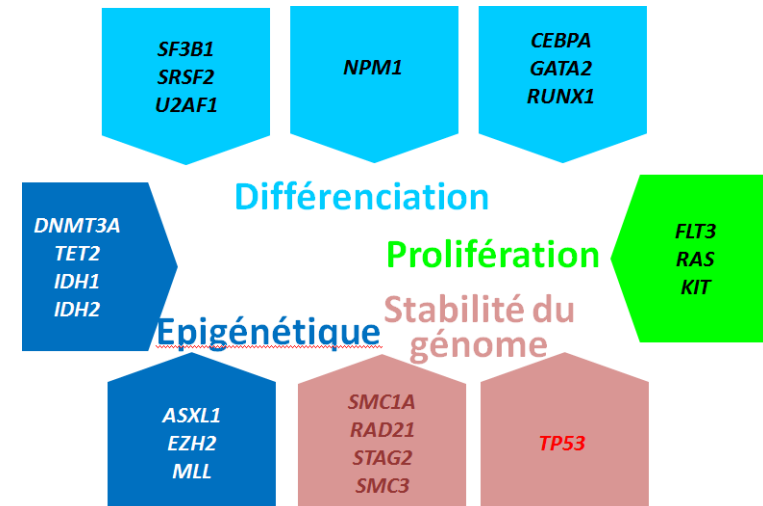 SF3B1
SRSF2
U2AF1
NPM1
CEBPA
GATA2
RUNX1
Différenciation
DNMT3A
TET2
IDH1
IDH2
Prolifération
FLT3
RAS
KIT
Epigénétique
Stabilité du
génome
ASXL1
EZH2
MLL
SMC1A
RAD21
STAG2
SMC3
TP53